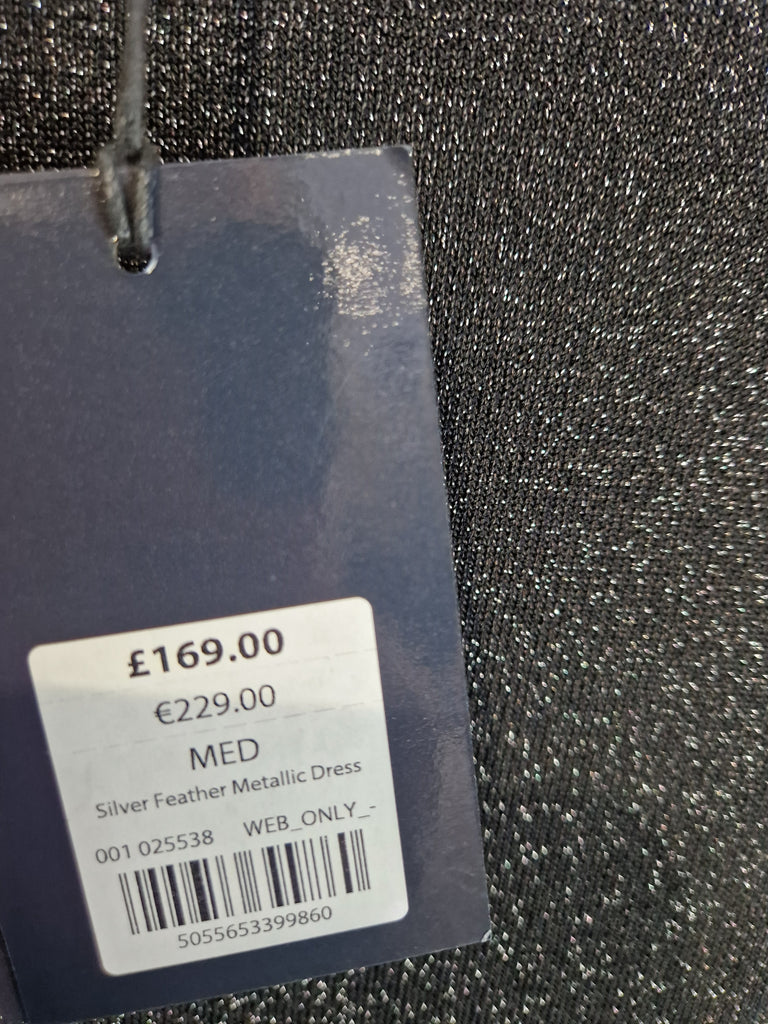 £169.00
€229.00
MED
Silver Feather Metallic Dress
001 025538 WEB_ONLY_-
5055653399860